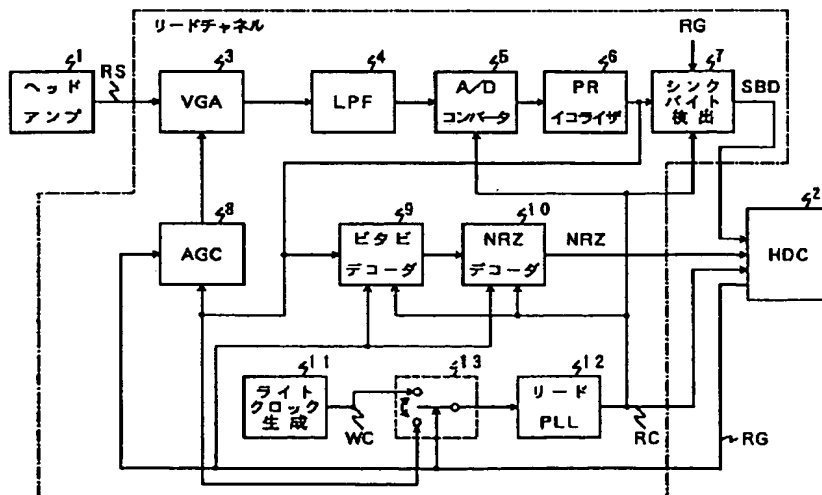 リードチャネル
1
ヘッド
アンプ
RS
3
VGA
4
LPF
5
A/D
コンバータ
6
PR
イコライザ
RG
7
シンク
バイト
検出
SBD
8
AGC
9
ビタビ
デコーダ
10
NRZ
デコーダ
NRZ
2
HDC
11
ライト
クロック
生成
WC
13
12
リード
PLL
RC
RG